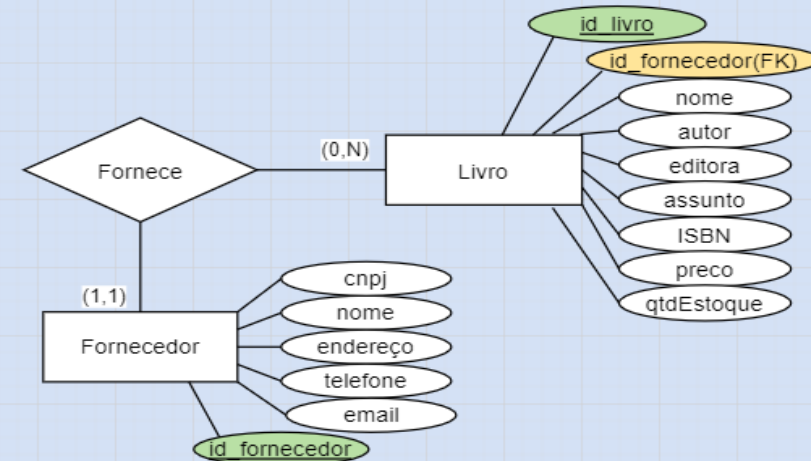 id_livro
id_fornecedor(FK)
nome
autor
editora
assunto
ISBN
preco
qtdEstoque
Livro
(0,N)
Fornece
(1,1)
Fornecedor
cnpj
nome
endereço
telefone
email
id_fornecedor